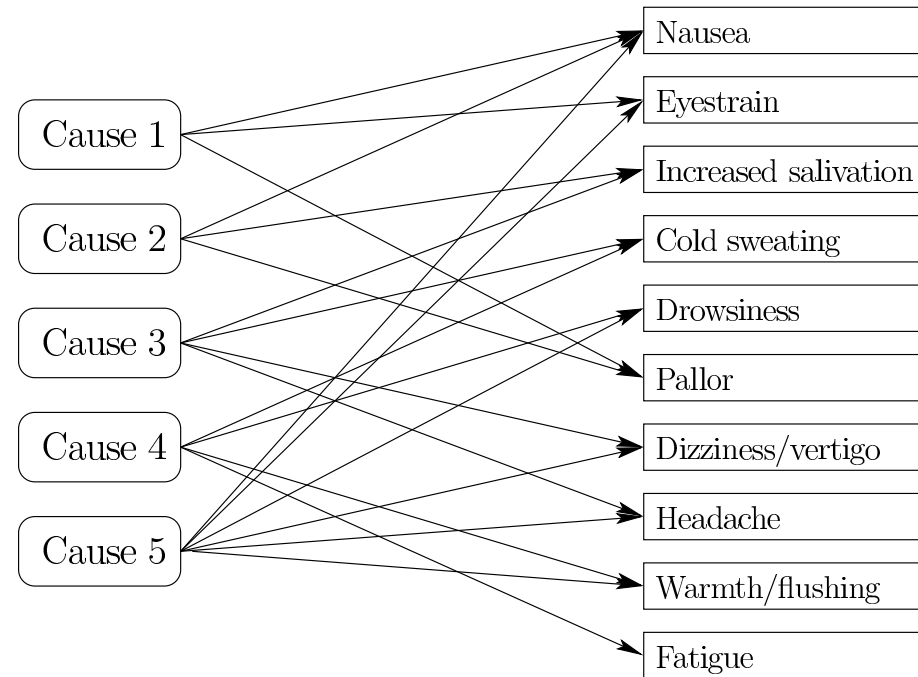 Cause 1
Cause 2
Cause 3
Cause 4
Cause 5
Nausea
Eyestrain
Increased salivation
Cold sweating
Drowsiness
Pallor
Dizziness/vertigo
Headache
Warmth/flushing
Fatigue